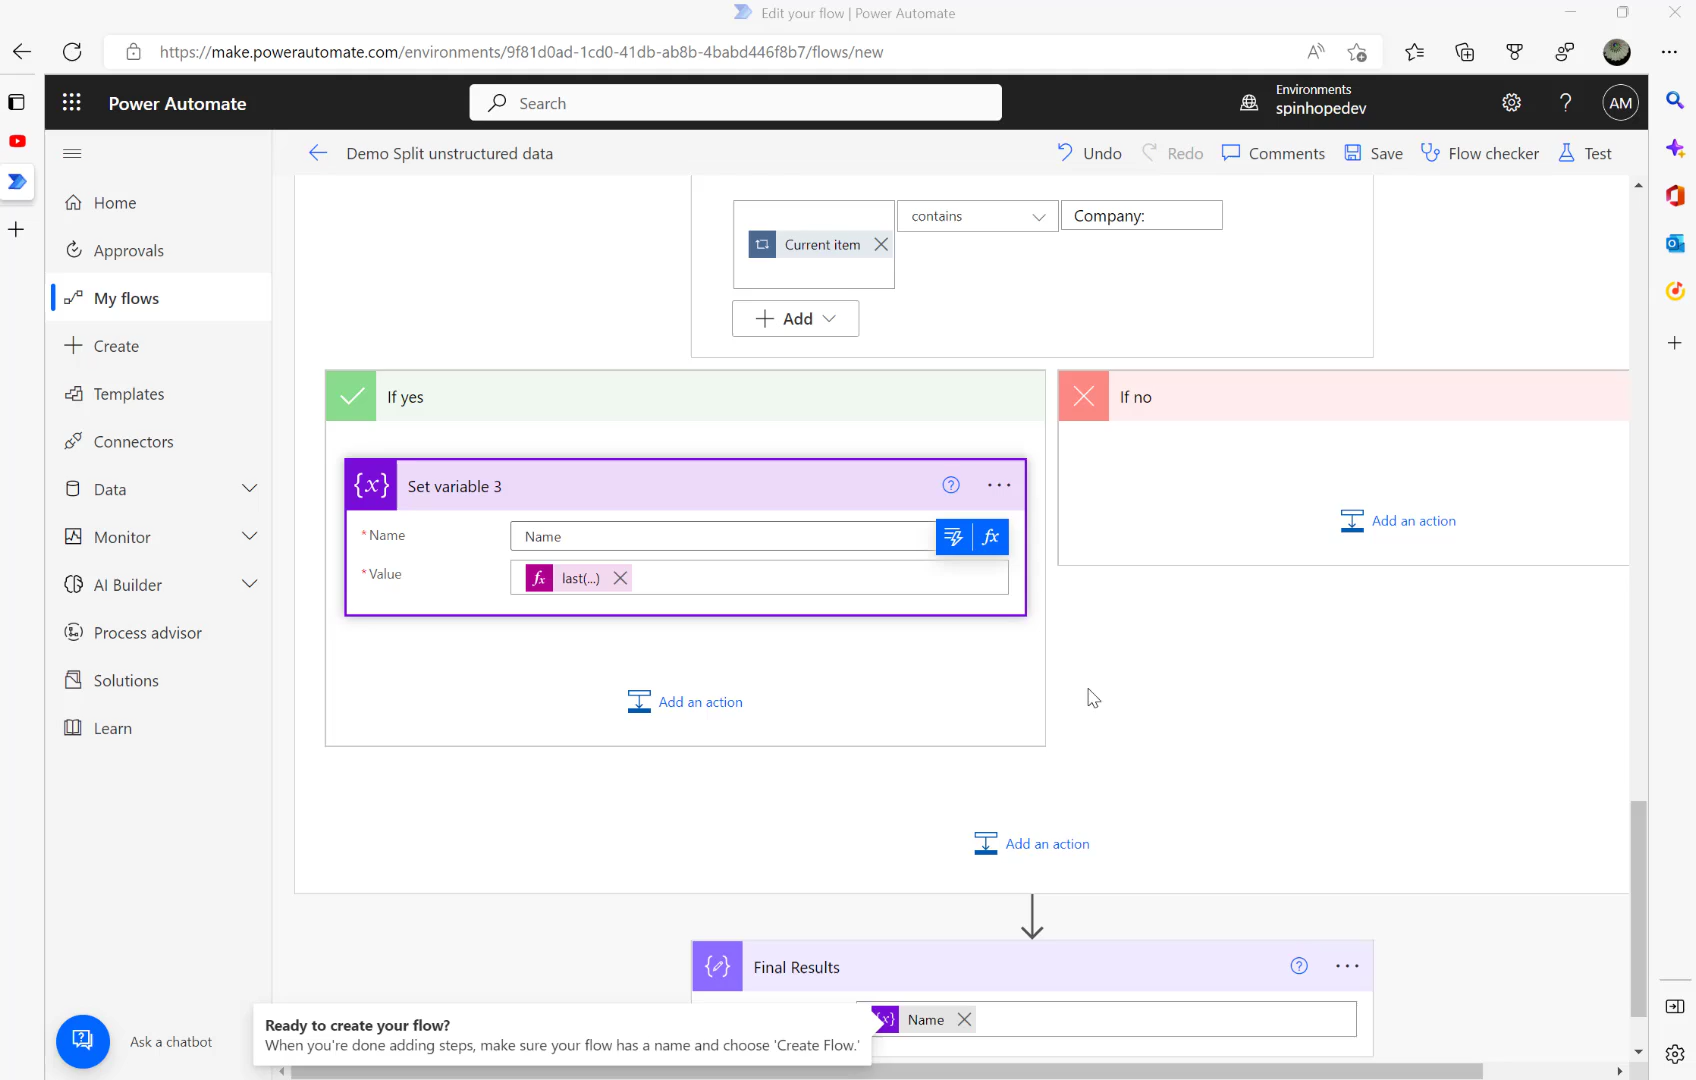 Edit your flow | Power Automate
https://make.powerautomate.com/environments/9f81d0ad-1cd0-41db-ab8b-4babd446f8b7/flows/new
Power Automate
Search
Environments
spinhopedev
AM
Demo Split unstructured data
Undo
Redo
Comments
Save
Flow checker
Test
Home
Approvals
My flows
Create
Templates
Connectors
Data
Monitor
AI Builder
Process advisor
Solutions
Learn
Ask a chatbot
Current item
contains
Company:
Add
If yes
If no
Set variable 3
* Name
Name
fx
* Value
fx
last(...)
Add an action
Add an action
Add an action
Final Results
Name
Ready to create your flow?
When you're done adding steps, make sure your flow has a name and choose 'Create Flow.'